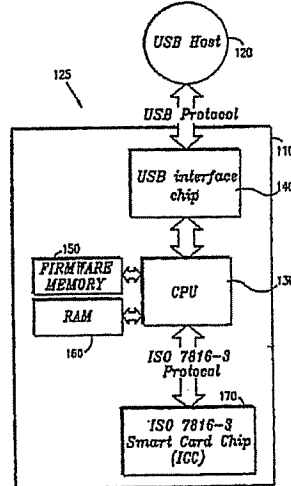 USB Host
120
125
USB Protocol
110
USB interface
chip
140
150
FIRMWARE
MEMORY
CPU
130
RAM
160
ISO 7816-3
Protocol
170
ISO 7816-3
Smart Card Chip
(ICC)